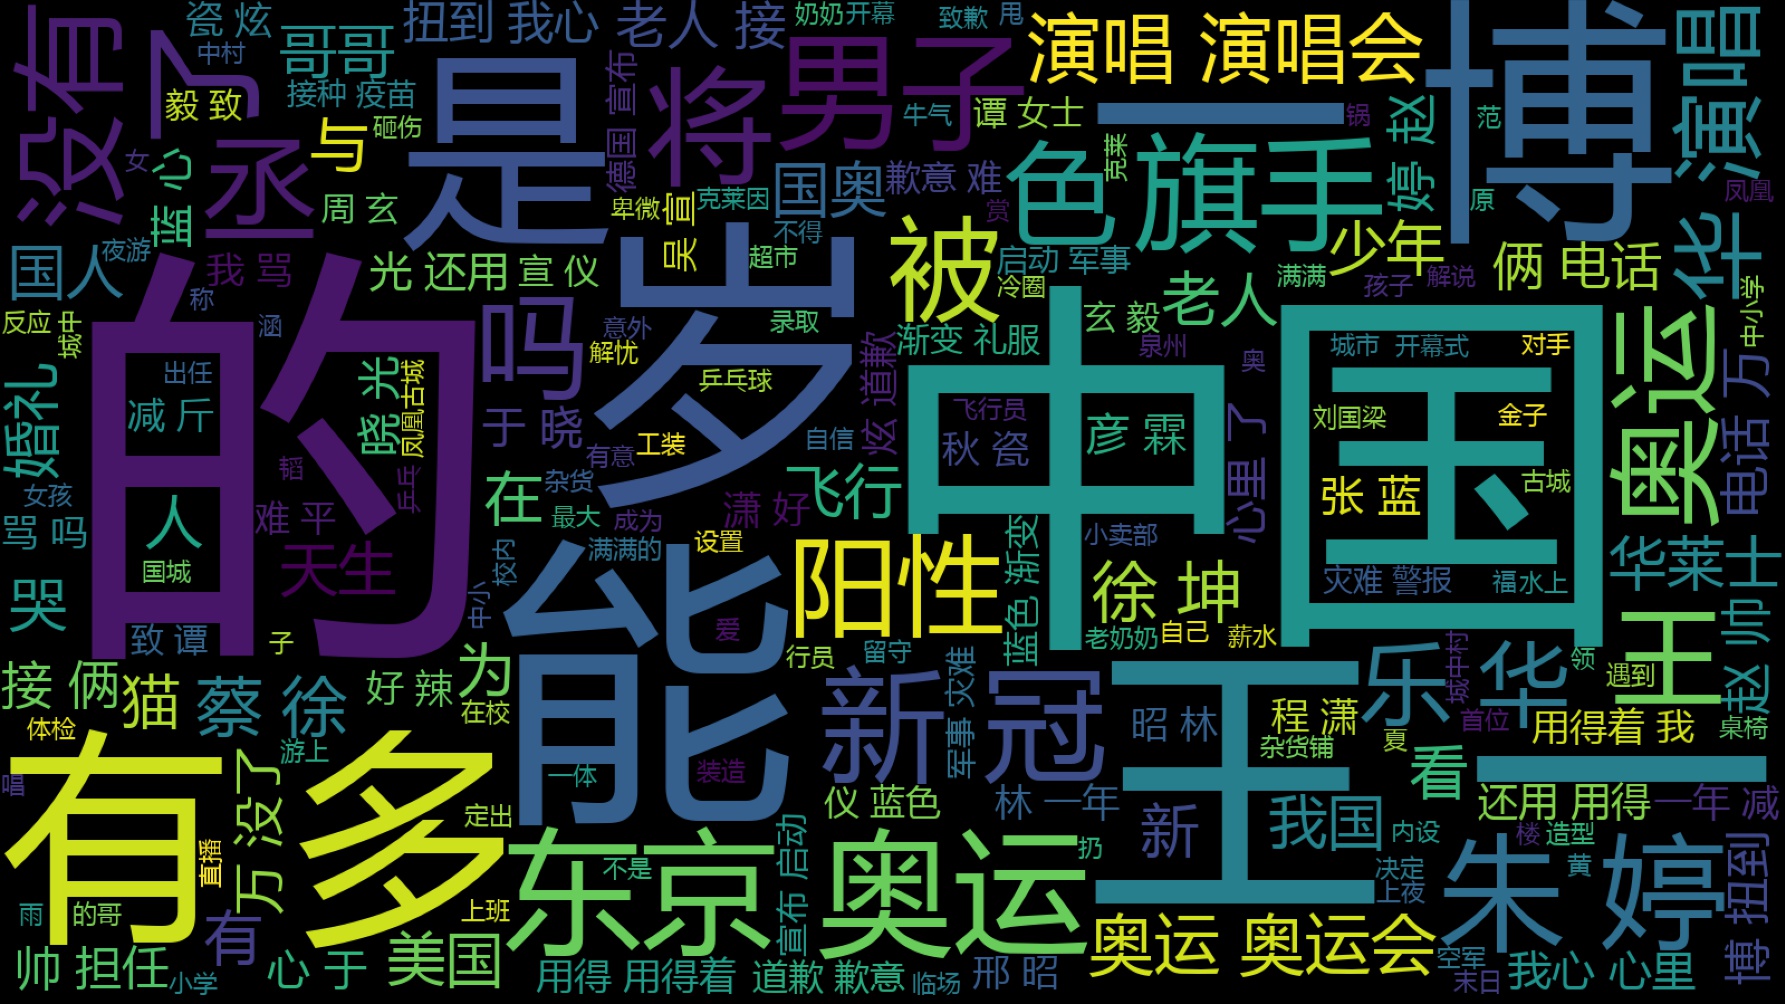 瓷 炫
扭到 我心
老人 接
奶奶
开幕
致歉
甩
演唱 演唱会
博
演唱
没有
了
中村
哥哥
接种 疫苗
宣布
德国
将
男子
是
毅 致
与
砸伤
牛气
谭 女士
一
锅
赵
婷
范
女
蓝 心
丞
周 玄
卑微
吴 宣
克莱因
国奥
歉意 难
赏
色
克莱
旗手
原
凤凰
华
国人
夜游
我 骂
光 还用
宣 仪
岁
超市
不得
被
启动 军事
冷圈
老人
满满
少年
孩子
解说
俩 电话
中小学
反应
城中
称
涵
的
吗
意外
解忧
录取
渐变 礼服
玄 毅
泉州
中国
城市
开幕式
对手
奥运
万
电话
婚礼
出任
减 斤
晓 光
凤凰古城
于 晓
乒乓球
道歉
炫
飞行员
秋 瓷
彦 霖
奥
心里 了
刘国梁
金子
韬
乒乓
有意
工装
自信
张 蓝
古城
女孩
骂 吗
人
难 平
在
杂货
最大
成为
潇 好
飞行
小卖部
国城
天生
校内
中小
满满的
设置
阳性
渐变
蓝色
徐 坤
灾难 警报
福
水上
华莱士
哭
致 谭
子
能
爱
行员
留守
老奶奶
自己
薪水
王
赵 帅
接 俩
猫
蔡 徐
好 辣
为
在校
新冠
灾难
军事
王
乐华
城中村
领
遇到
体检
游上
昭 林
程 潇
杂货铺
夏
首位
用得着 我
桌椅
唱
有多
万 没了
一体
装造
仪 蓝色
林 一年
看
一
还用 用得
一年 减
直播
定出
东京 奥运
不是
启动
宣布
扔
新
我国
内设
楼
造型
朱 婷
黄
扭到
博
雨
的哥
有
上班
决定
上夜
帅 担任
小学
心 于
美国
用得 用得着
道歉 歉意
临场
邢 昭
奥运 奥运会
空军
末日
我心 心里